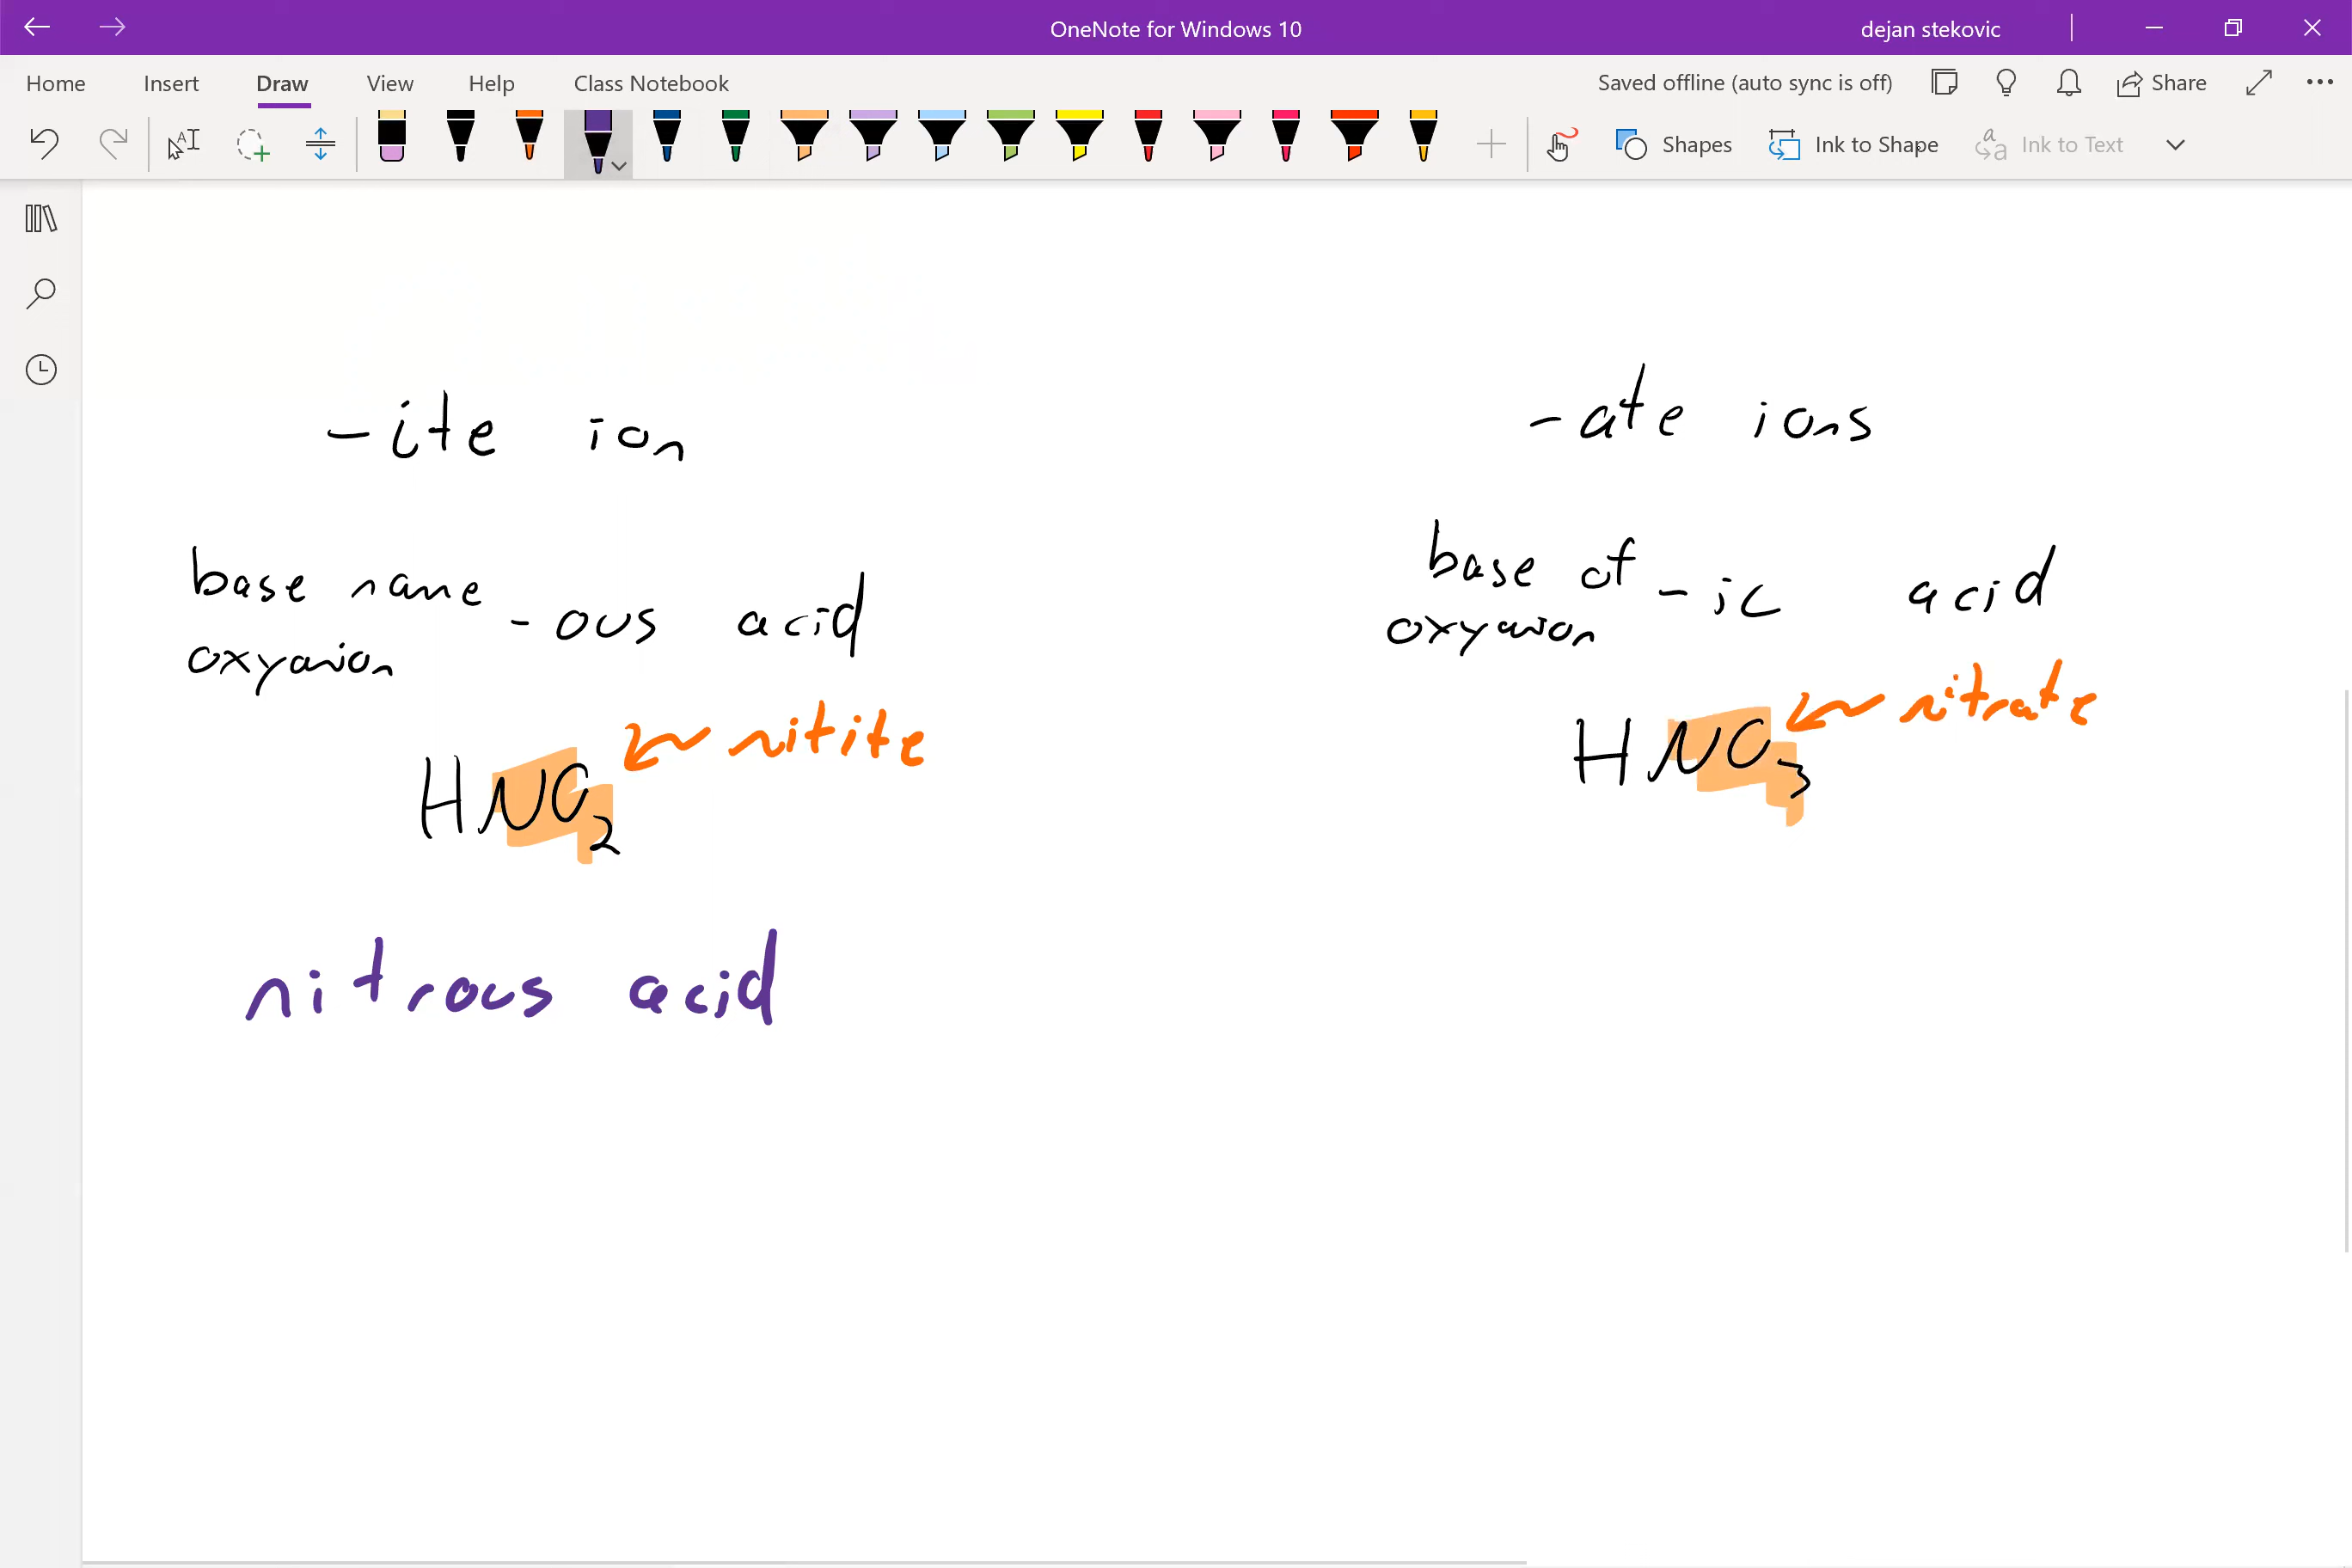 OneNote for Windows 10
dejan stekovic
Home Insert Draw View Help Class Notebook
Saved offline (auto sync is off)
Share
Shapes
Ink to Shape
Ink to Text
-ite ion
base name -ous acid
oxyanion
HNO₂ nitite
nitrous acid
-ate ions
base of -ic acid
oxyanion
HNO₃ nitrate